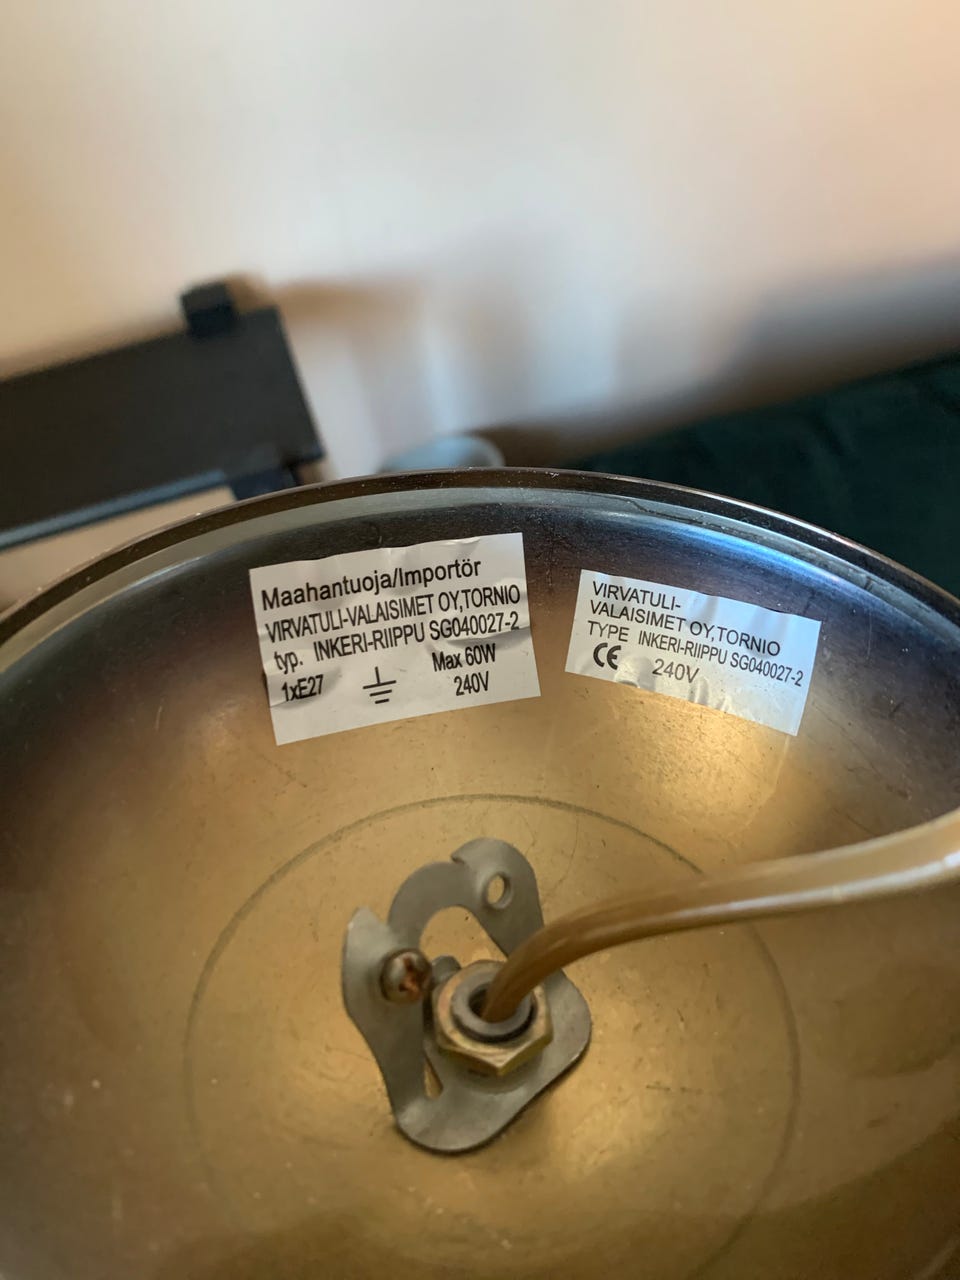 Maahantuoja/Importör
VIRVATULI-VALAISIMET OY,TORNIO
typ. INKERI-RIIPPU SG040027-2
1xE27 Max 60W
240V
VIRVATULI-
VALAISIMET OY,TORNIO
TYPE INKERI-RIIPPU SG040027-2
CE 240V